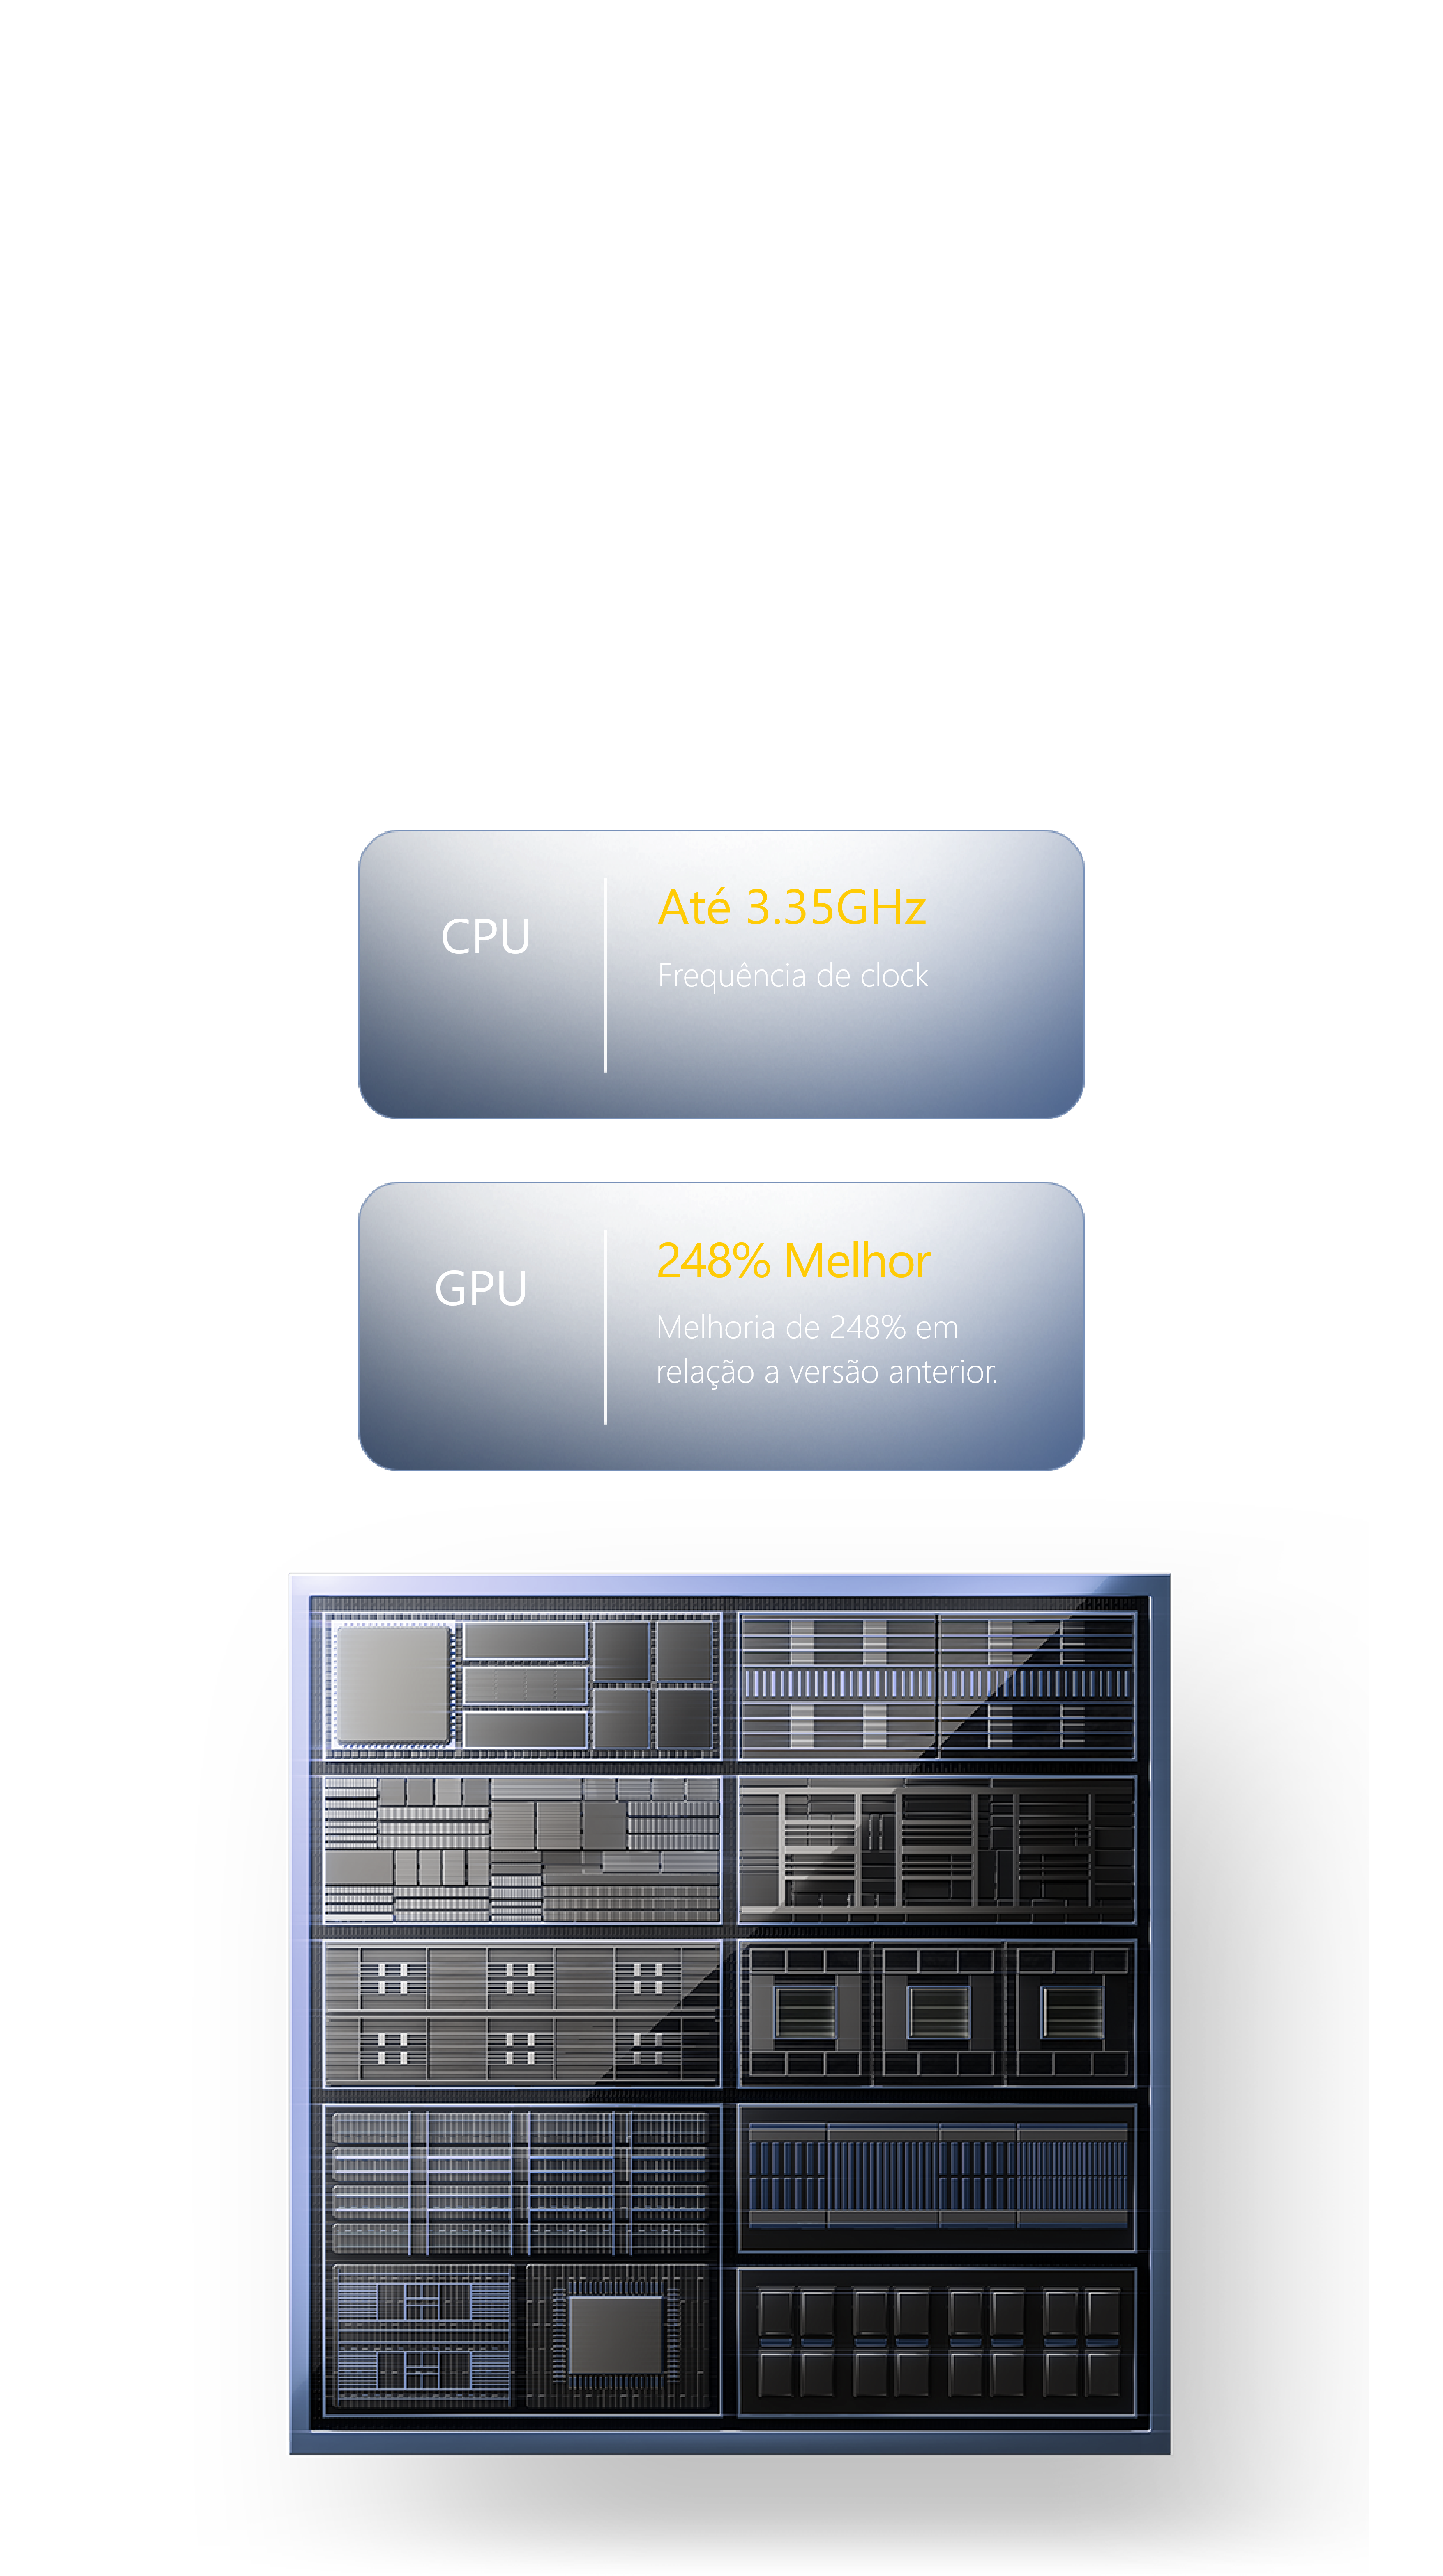 CPU
Até 3.35GHz
Frequência de clock
GPU
248% Melhor
Melhoria de 248% em
relação a versão anterior.